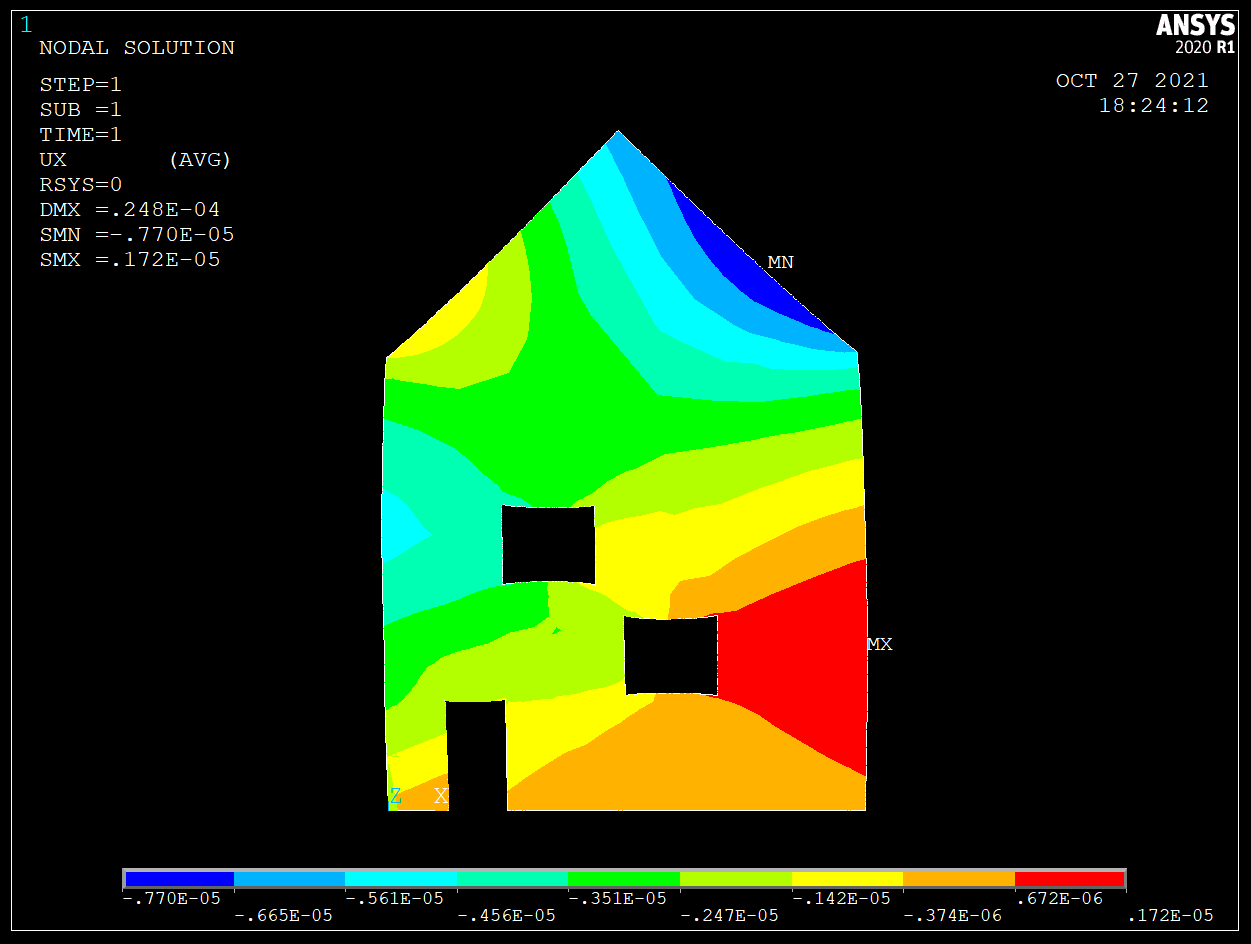 1
ANSYS
2020 R1
NODAL SOLUTION
STEP=1
SUB =1
TIME=1
UX (AVG)
RSYS=0
DMX =.248E-04
SMN =-.770E-05
SMX =.172E-05
OCT 27 2021
18:24:12
MN
MX
Z X
-.770E-05 -.561E-05 -.351E-05 -.142E-05 .672E-06
-.665E-05 -.456E-05 -.247E-05 -.374E-06 .172E-05